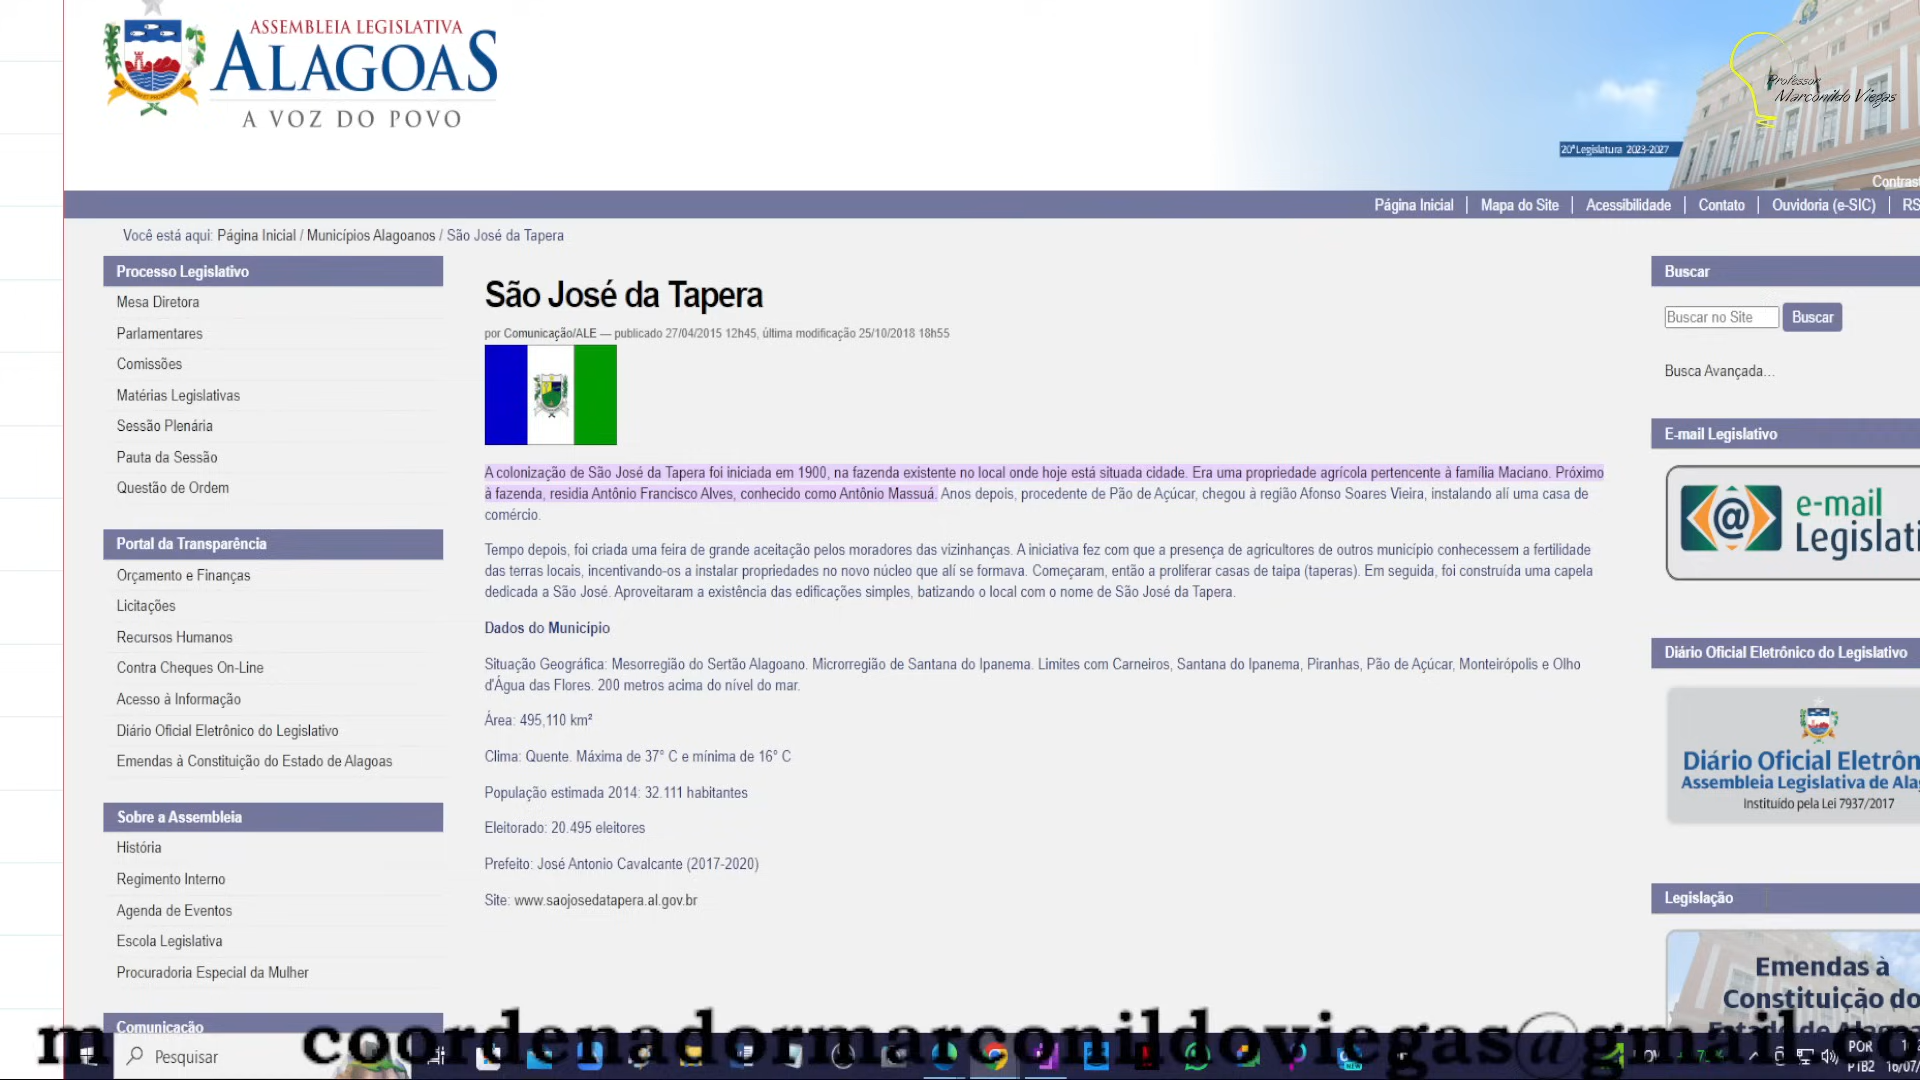 ASSEMBLEIA LEGISLATIVA
ALAGOAS
A VOZ DO POVO
Professor
Marconildo Viegas
20ª Legislatura 2023-2027
Contrast
Página Inicial | Mapa do Site | Acessibilidade | Contato | Ouvidoria (e-SIC) | RS
Você está aqui: Página Inicial / Municípios Alagoanos / São José da Tapera
Processo Legislativo
Mesa Diretora
Parlamentares
Comissões
Matérias Legislativas
Sessão Plenária
Pauta da Sessão
Questão de Ordem
Portal da Transparência
Orçamento e Finanças
Licitações
Recursos Humanos
Contra Cheques On-Line
Acesso à Informação
Diário Oficial Eletrônico do Legislativo
Emendas à Constituição do Estado de Alagoas
Sobre a Assembleia
História
Regimento Interno
Agenda de Eventos
Escola Legislativa
Procuradoria Especial da Mulher
Comunicação
São José da Tapera
por Comunicação/ALE — publicado 27/04/2015 12h45, última modificação 25/10/2018 18h55
A colonização de São José da Tapera foi iniciada em 1900, na fazenda existente no local onde hoje está situada cidade. Era uma propriedade agrícola pertencente à família Maciano. Próximo
à fazenda, residia Antônio Francisco Alves, conhecido como Antônio Massuá. Anos depois, procedente de Pão de Açúcar, chegou à região Afonso Soares Vieira, instalando alí uma casa de
comércio.
Tempo depois, foi criada uma feira de grande aceitação pelos moradores das vizinhanças. A iniciativa fez com que a presença de agricultores de outros município conhecessem a fertilidade
das terras locais, incentivando-os a instalar propriedades no novo núcleo que alí se formava. Começaram, então a proliferar casas de taipa (taperas). Em seguida, foi construída uma capela
dedicada a São José. Aproveitaram a existência das edificações simples, batizando o local com o nome de São José da Tapera.
Dados do Município
Situação Geográfica: Mesorregião do Sertão Alagoano. Microrregião de Santana do Ipanema. Limites com Carneiros, Santana do Ipanema, Piranhas, Pão de Açúcar, Monteirópolis e Olho
d'Água das Flores. 200 metros acima do nível do mar.
Área: 495,110 km²
Clima: Quente. Máxima de 37° C e mínima de 16° C
População estimada 2014: 32.111 habitantes
Eleitorado: 20.495 eleitores
Prefeito: José Antonio Cavalcante (2017-2020)
Site: www.saojosedatapera.al.gov.br
Buscar
Buscar no Site Buscar
Busca Avançada...
E-mail Legislativo
e-mail
Legislati
Diário Oficial Eletrônico do Legislativo
Diário Oficial Eletrôn
Assembleia Legislativa de Ala
Instituído pela Lei 7937/2017
Legislação
Emendas à
Constituição do
Estado de Alagoa
m coordenadormarconildoviegas@gmail.co
Pesquisar
POR
PTB2
16/07/